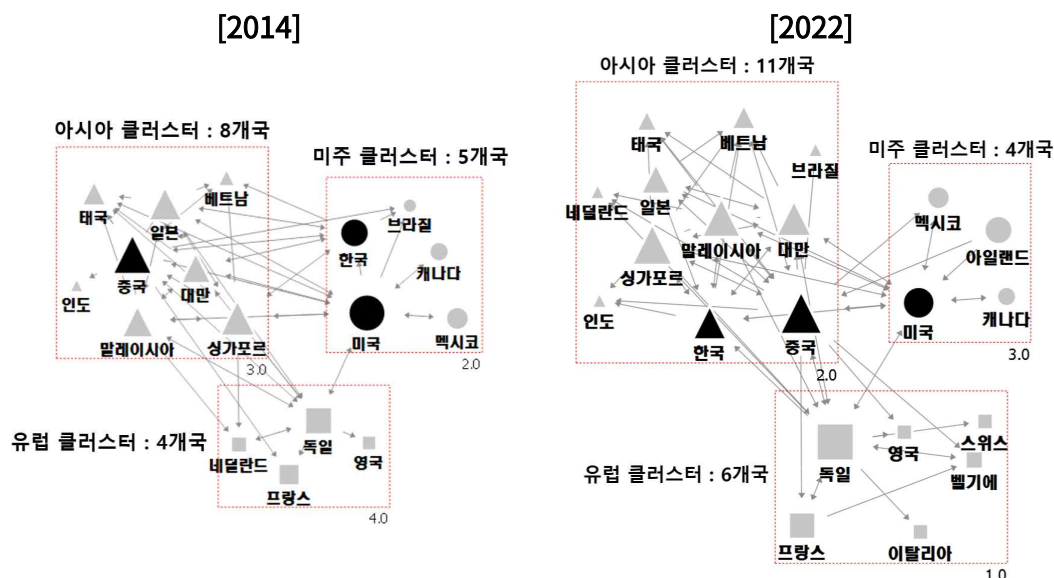 [2014]
아시아 클러스터 : 8개국
미주 클러스터 : 5개국
태국
일본
베트남
중국
대만
인도
말레이시아
싱가포르
3.0
한국
브라질
캐나다
미국
멕시코
2.0
유럽 클러스터 : 4개국
네덜란드
독일
영국
프랑스
4.0
[2022]
아시아 클러스터 : 11개국
미주 클러스터 : 4개국
태국
베트남
브라질
네덜란드
일본
말레이시아
대만
싱가포르
인도
한국
중국
2.0
멕시코
아일랜드
미국
캐나다
3.0
유럽 클러스터 : 6개국
독일
영국
스위스
벨기에
프랑스
이탈리아
1.0